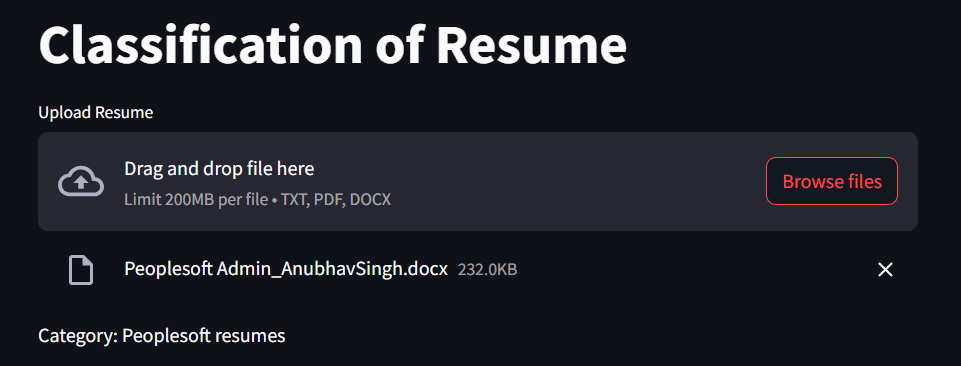 Classification of Resume
Upload Resume
Drag and drop file here
Limit 200MB per file • TXT, PDF, DOCX
Browse files
Peoplesoft Admin_AnubhavSingh.docx 232.0KB
Category: Peoplesoft resumes